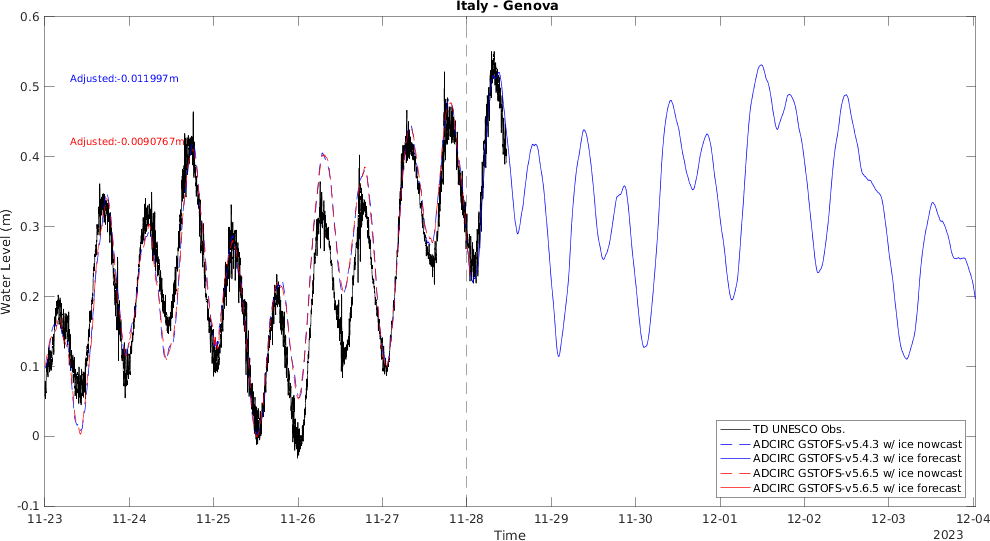 Italy - Genova
0.6
0.5
0.4
0.3
0.2
0.1
0
-0.1
Water Level (m)
Adjusted:-0.011997m
Adjusted:-0.0090767m
TD UNESCO Obs.
ADCIRC GSTOFS-v5.4.3 w/ ice nowcast
ADCIRC GSTOFS-v5.4.3 w/ ice forecast
ADCIRC GSTOFS-v5.6.5 w/ ice nowcast
ADCIRC GSTOFS-v5.6.5 w/ ice forecast
11-23 11-24 11-25 11-26 11-27 11-28 11-29 11-30 12-01 12-02 12-03 12-04
Time
2023